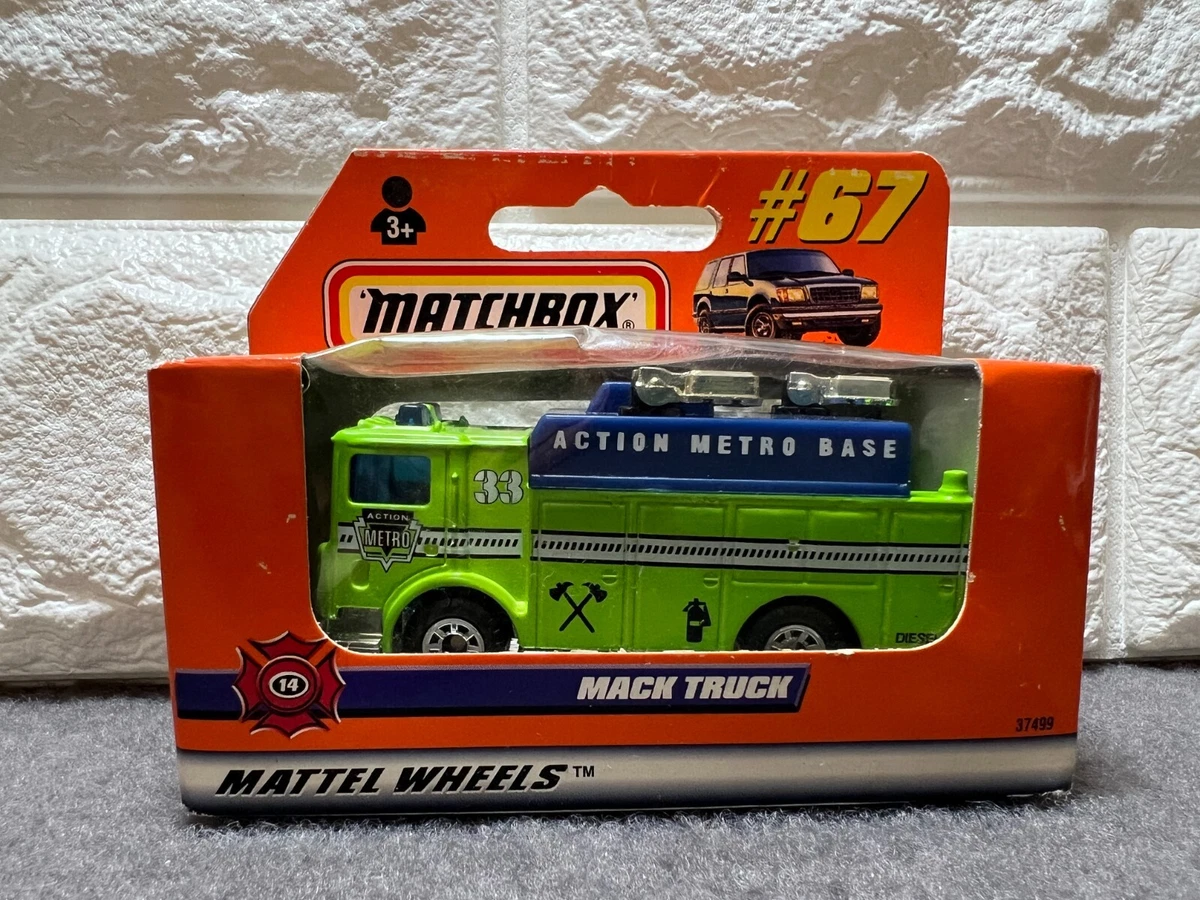 3+
#67
'MATCHBOX'®
ACTION METRO BASE
33
ACTION
METRO
DIESEL
14
MACK TRUCK
37499
MATTEL WHEELS™